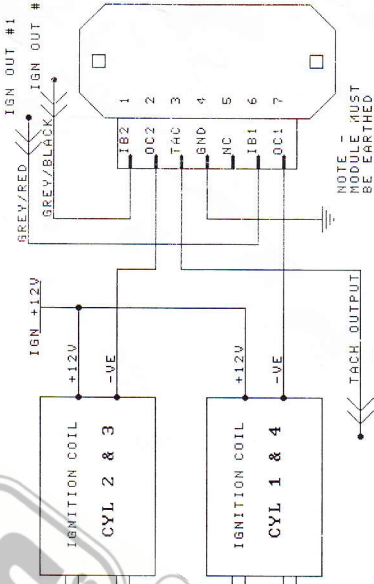 IGN OUT #1
IGN OUT #
GREY/RED
GREY/BLACK
IB2 1
OC2 2
TAC 3
GND 4
NC 5
IB1 6
OC1 7
NOTE -
MODULE MUST
BE EARTHED
IGN +12V
+12V
-VE
IGNITION COIL
CYL 2 & 3
+12V
-VE
IGNITION COIL
CYL 1 & 4
TACH OUTPUT